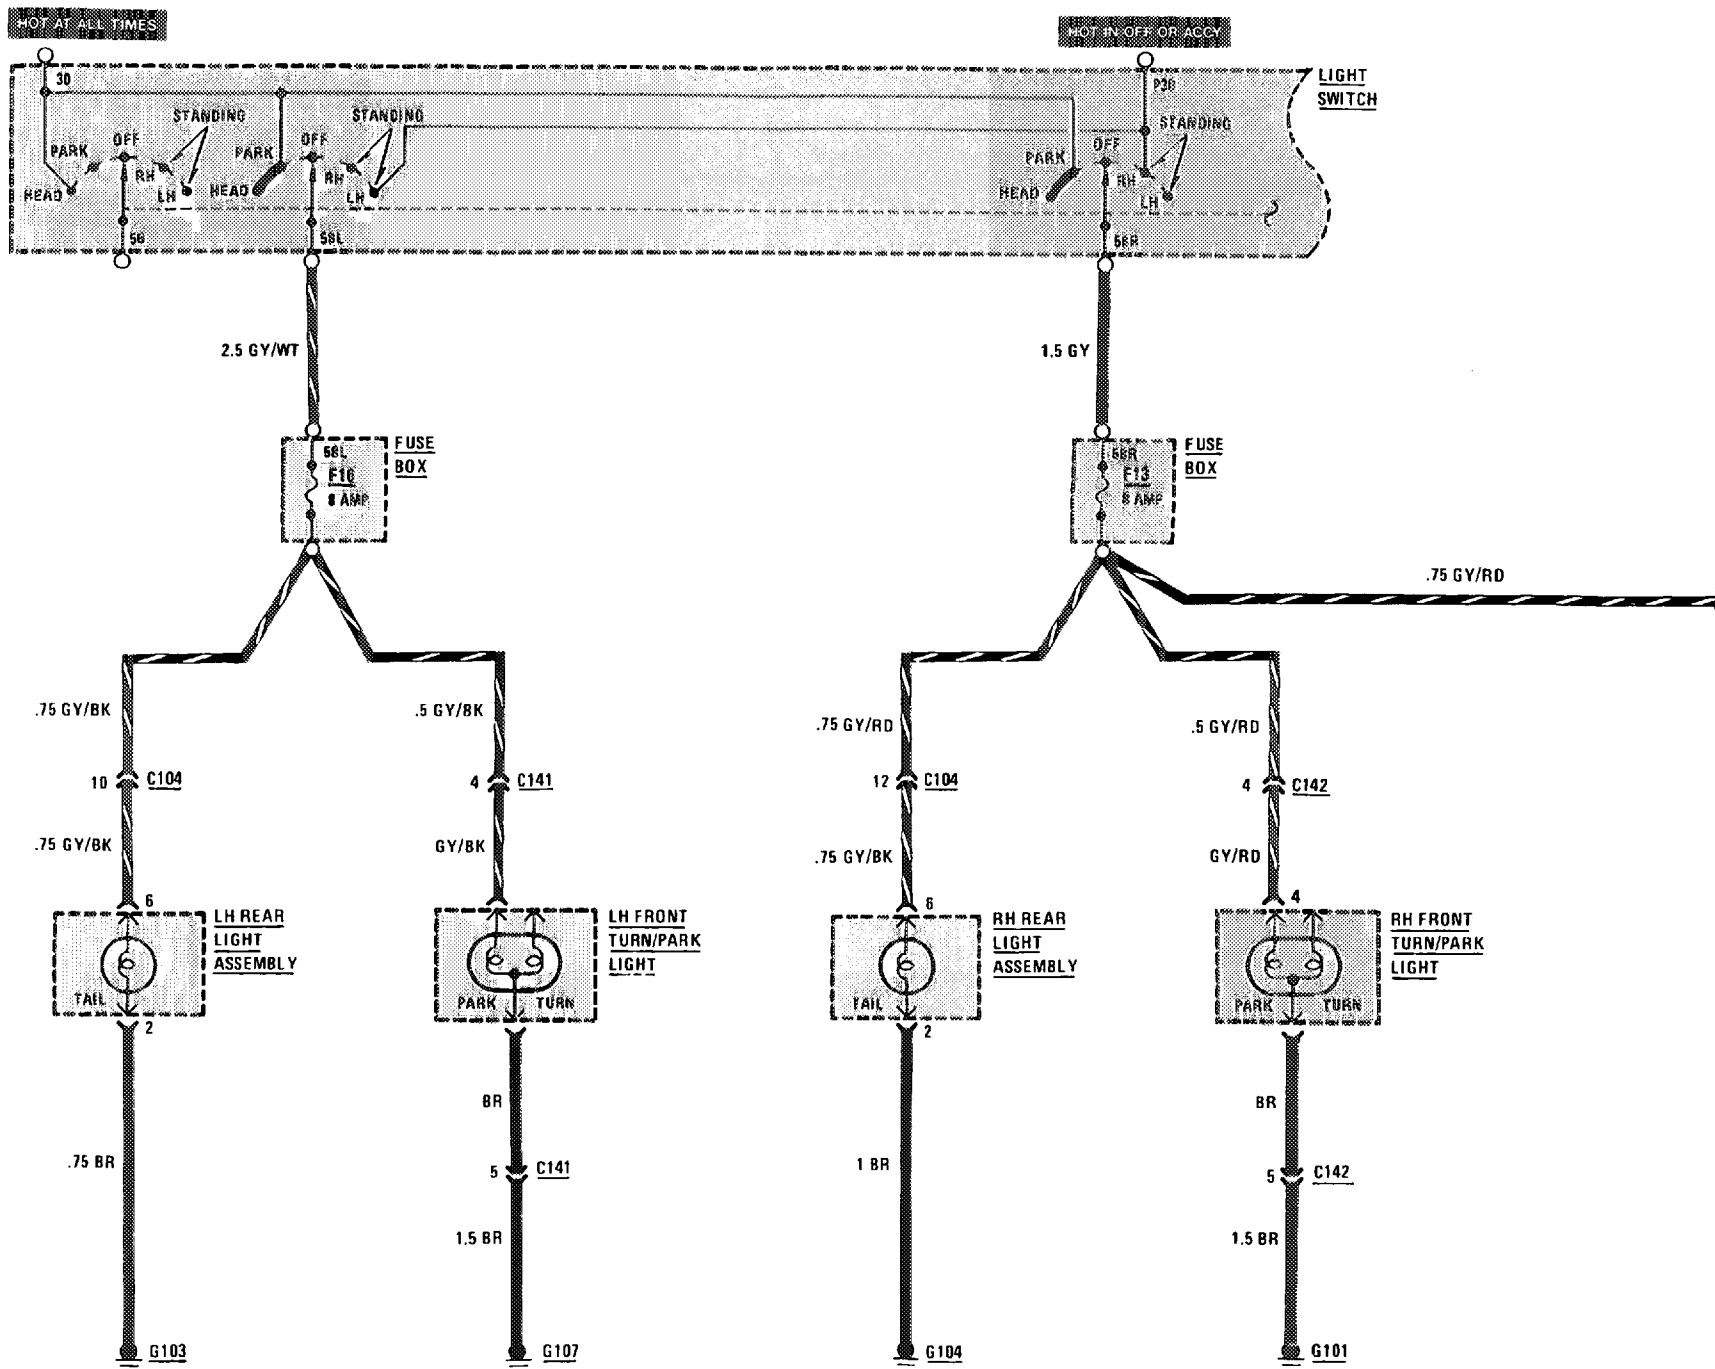 HOT AT ALL TIMES
HOT IN OFF OR ACCY
30
P30
LIGHT
SWITCH
STANDING
STANDING
STANDING
OFF
OFF
OFF
PARK
PARK
PARK
RH
RH
RH
HEAD
LH
HEAD
LH
HEAD
LH
58L
58R
2.5 GY/WT
1.5 GY
58L
FUSE
BOX
8 AMP
58R
F13
8 AMP
FUSE
BOX
.75 GY/RD
.75 GY/BK
.5 GY/BK
.75 GY/RD
.5 GY/RD
10 C104
4 C141
12 C104
4 C142
.75 GY/BK
GY/BK
.75 GY/BK
GY/RD
6
6
4
LH REAR
LIGHT
ASSEMBLY
LH FRONT
TURN/PARK
LIGHT
RH REAR
LIGHT
ASSEMBLY
RH FRONT
TURN/PARK
LIGHT
TAIL
PARK TURN
TAIL
PARK TURN
2
2
BR
BR
.75 BR
5 C141
1 BR
5 C142
1.5 BR
1.5 BR
G103
G107
G104
G101